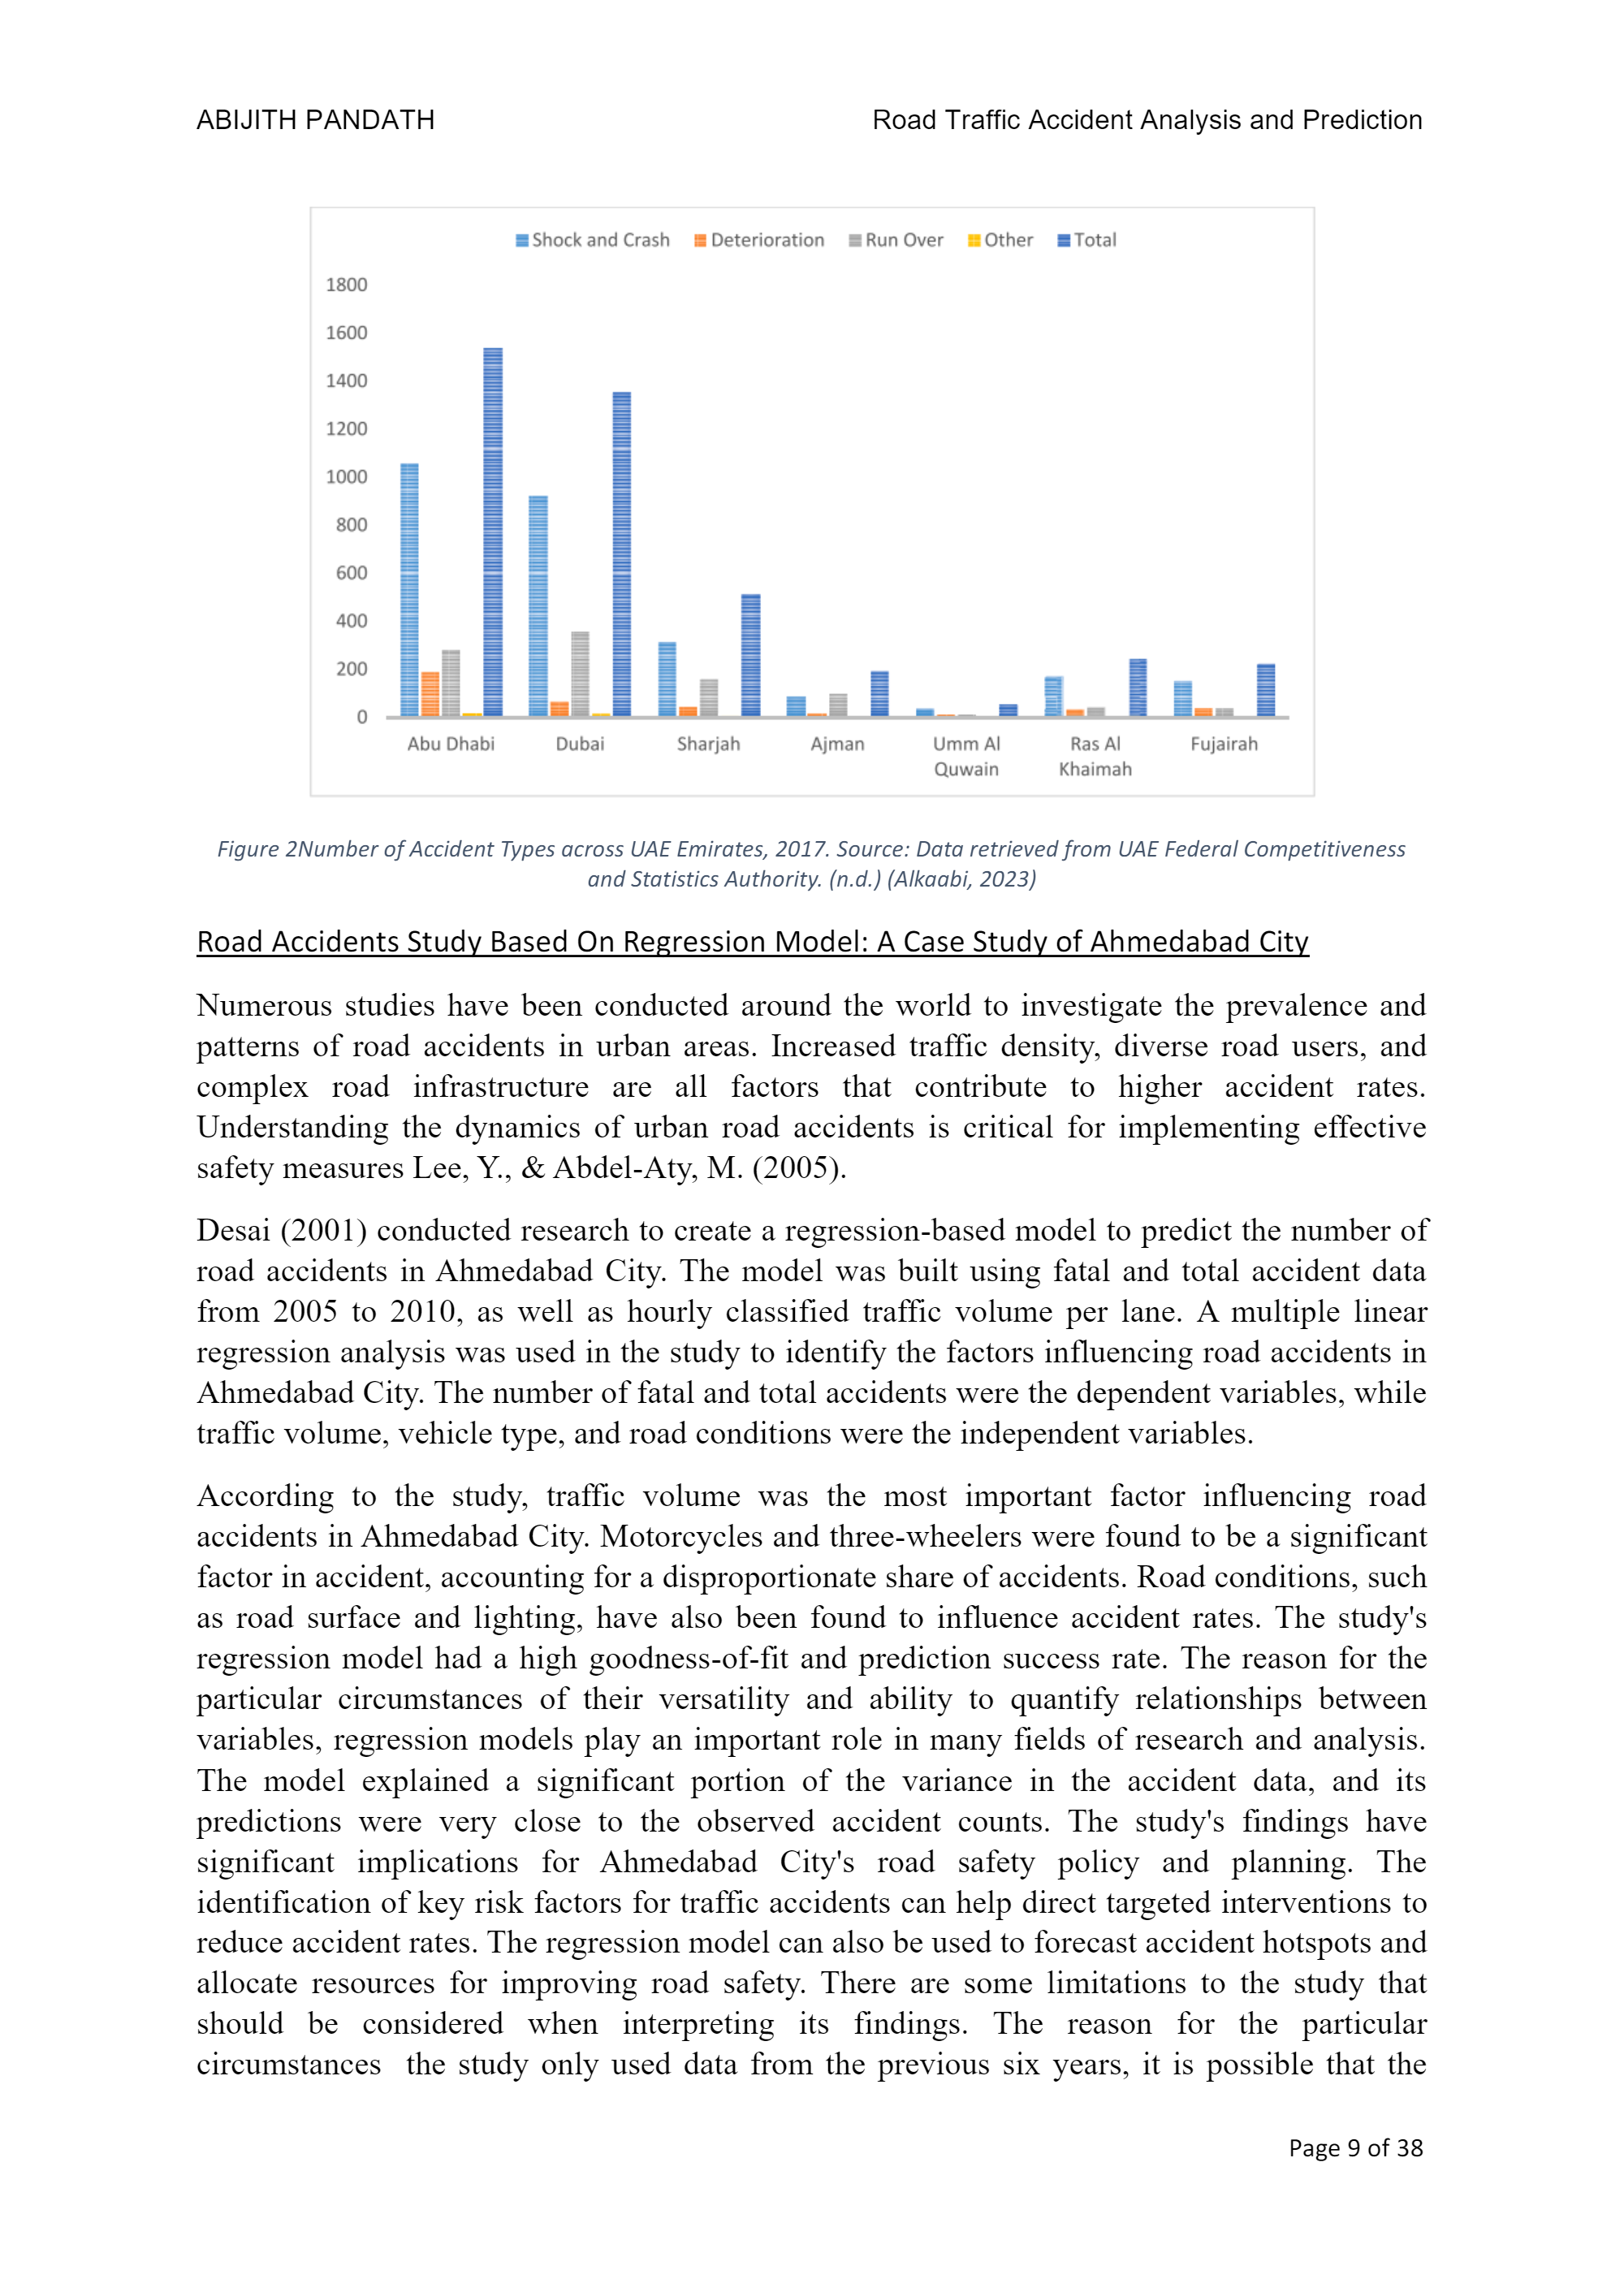 ABIJITH PANDATH Road Traffic Accident Analysis and Prediction
Shock and Crash Deterioration Run Over Other Total
1800
1600
1400
1200
1000
800
600
400
200
0
Abu Dhabi Dubai Sharjah Ajman Umm Al Quwain Ras Al Khaimah Fujairah
Figure 2Number of Accident Types across UAE Emirates, 2017. Source: Data retrieved from UAE Federal Competitiveness
and Statistics Authority. (n.d.) (Alkaabi, 2023)
Road Accidents Study Based On Regression Model: A Case Study of Ahmedabad City
Numerous studies have been conducted around the world to investigate the prevalence and
patterns of road accidents in urban areas. Increased traffic density, diverse road users, and
complex road infrastructure are all factors that contribute to higher accident rates.
Understanding the dynamics of urban road accidents is critical for implementing effective
safety measures Lee, Y., & Abdel-Aty, M. (2005).
Desai (2001) conducted research to create a regression-based model to predict the number of
road accidents in Ahmedabad City. The model was built using fatal and total accident data
from 2005 to 2010, as well as hourly classified traffic volume per lane. A multiple linear
regression analysis was used in the study to identify the factors influencing road accidents in
Ahmedabad City. The number of fatal and total accidents were the dependent variables, while
traffic volume, vehicle type, and road conditions were the independent variables.
According to the study, traffic volume was the most important factor influencing road
accidents in Ahmedabad City. Motorcycles and three-wheelers were found to be a significant
factor in accident, accounting for a disproportionate share of accidents. Road conditions, such
as road surface and lighting, have also been found to influence accident rates. The study's
regression model had a high goodness-of-fit and prediction success rate. The reason for the
particular circumstances of their versatility and ability to quantify relationships between
variables, regression models play an important role in many fields of research and analysis.
The model explained a significant portion of the variance in the accident data, and its
predictions were very close to the observed accident counts. The study's findings have
significant implications for Ahmedabad City's road safety policy and planning. The
identification of key risk factors for traffic accidents can help direct targeted interventions to
reduce accident rates. The regression model can also be used to forecast accident hotspots and
allocate resources for improving road safety. There are some limitations to the study that
should be considered when interpreting its findings. The reason for the particular
circumstances the study only used data from the previous six years, it is possible that the
Page 9 of 38